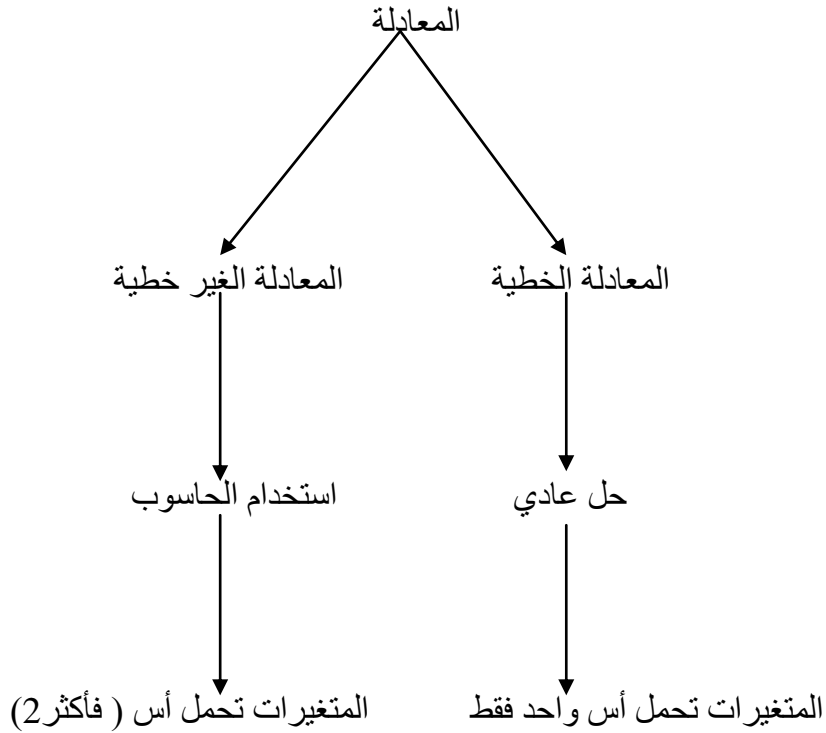 المعادلة
المعادلة الخطية
المعادلة الغير خطية
حل عادي
استخدام الحاسوب
المتغيرات تحمل أس واحد فقط
المتغيرات تحمل أس ( فأكثر2)